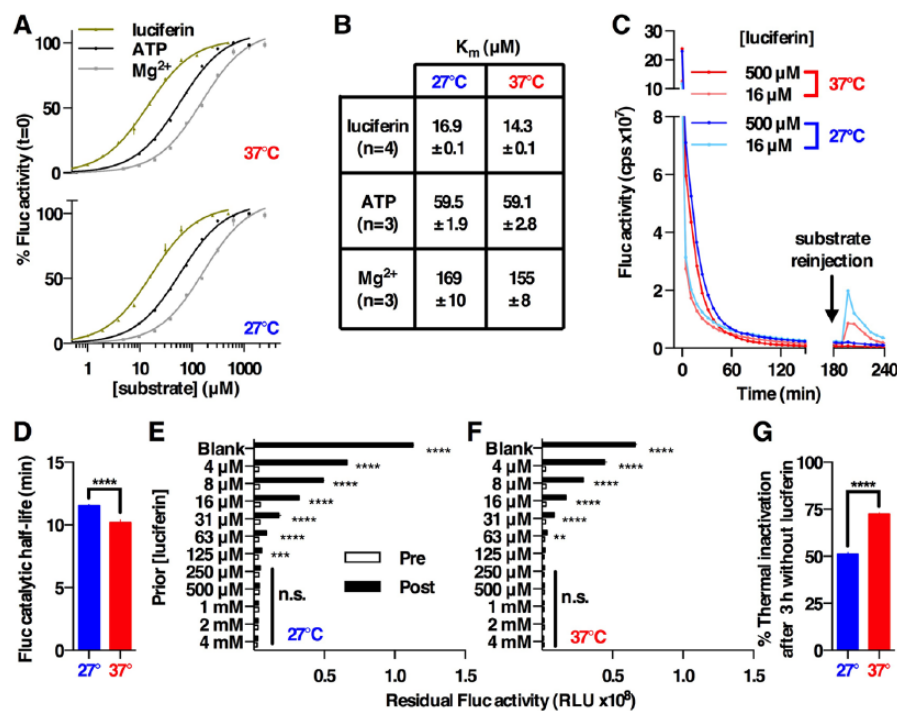 A
luciferin
ATP
Mg2+
100
50
0
37°C
100
50
0
27°C
% Fluc activity (t=0)
1 10 100 1000
[substrate] (µM)
B
Km (µM)
27°C 37°C
luciferin (n=4) 16.9 ±0.1 14.3 ±0.1
ATP (n=3) 59.5 ±1.9 59.1 ±2.8
Mg2+ (n=3) 169 ±10 155 ±8
C
[luciferin]
500 µM
16 µM
37°C
500 µM
16 µM
27°C
30
20
10
8
6
4
2
0
Fluc activity (cps x10^7)
substrate
reinjection
0 60 120 180 240
Time (min)
D
****
15
10
5
0
Fluc catalytic half-life (min)
27° 37°
E
Blank ****
4 µM ****
8 µM ****
16 µM ****
31 µM ****
63 µM ****
125 µM ***
250 µM
500 µM
1 mM
2 mM
4 mM
n.s.
27°C
Prior [luciferin]
Pre
Post
0.5 1.0 1.5
F
Blank ****
4 µM ****
8 µM ****
16 µM ****
31 µM ****
63 µM **
125 µM
250 µM
500 µM
1 mM
2 mM
4 mM
n.s.
37°C
0.5 1.0 1.5
Residual Fluc activity (RLU x10^8)
G
****
100
75
50
25
0
% Thermal inactivation
after 3 h without luciferin
27° 37°